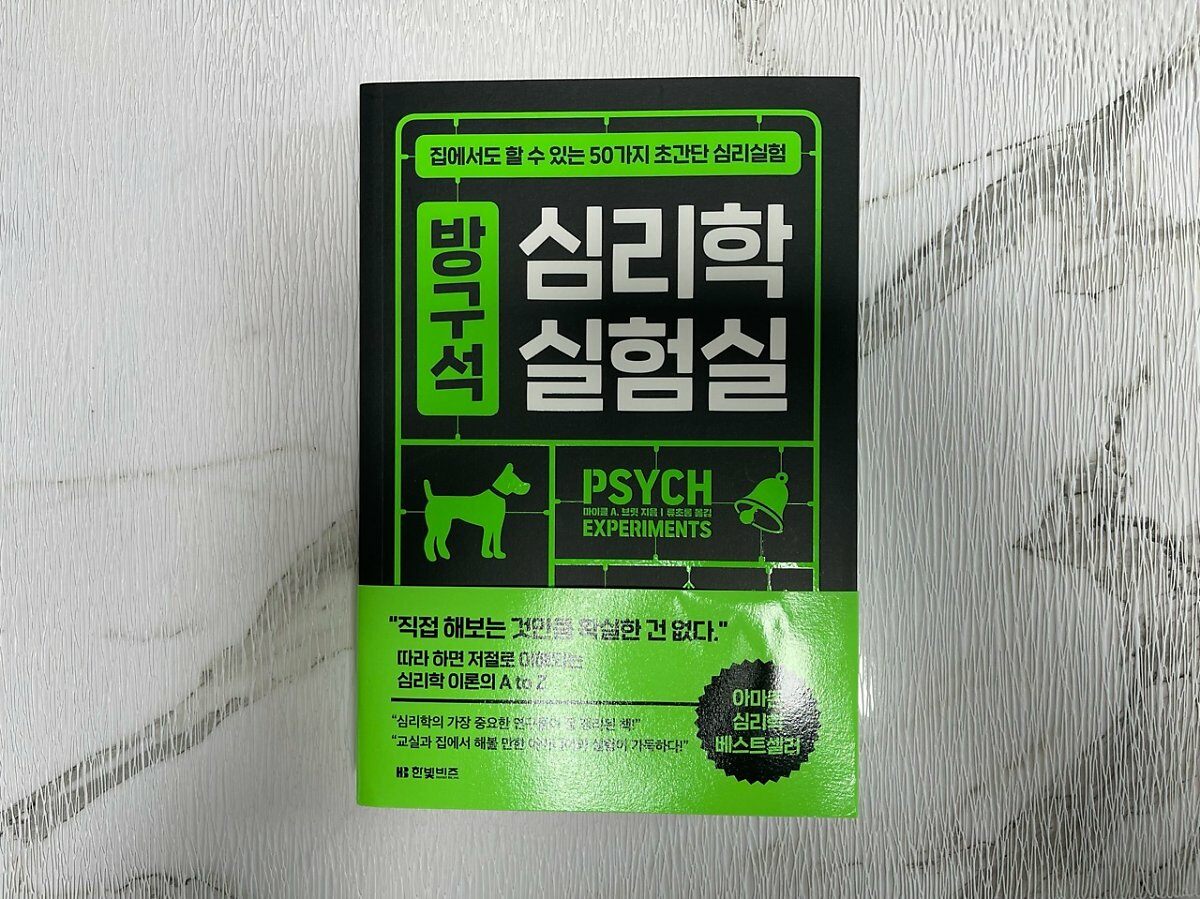 집에서도 할 수 있는 50가지 초간단 심리실험
방구석
심리학
실험실
PSYCH
마이클 A. 브릿 지음 | 류초롱 옮김
EXPERIMENTS
"직접 해보는 것만큼 확실한 건 없다."
따라 하면 저절로 이해되는
심리학 이론의 A to Z
"심리학의 가장 중요한 연구들이 잘 정리된 책!"
"교실과 집에서 해볼 만한 아이디어와 실험이 가득하다!"
아마존
심리학
베스트셀러
HB 한빛비즈